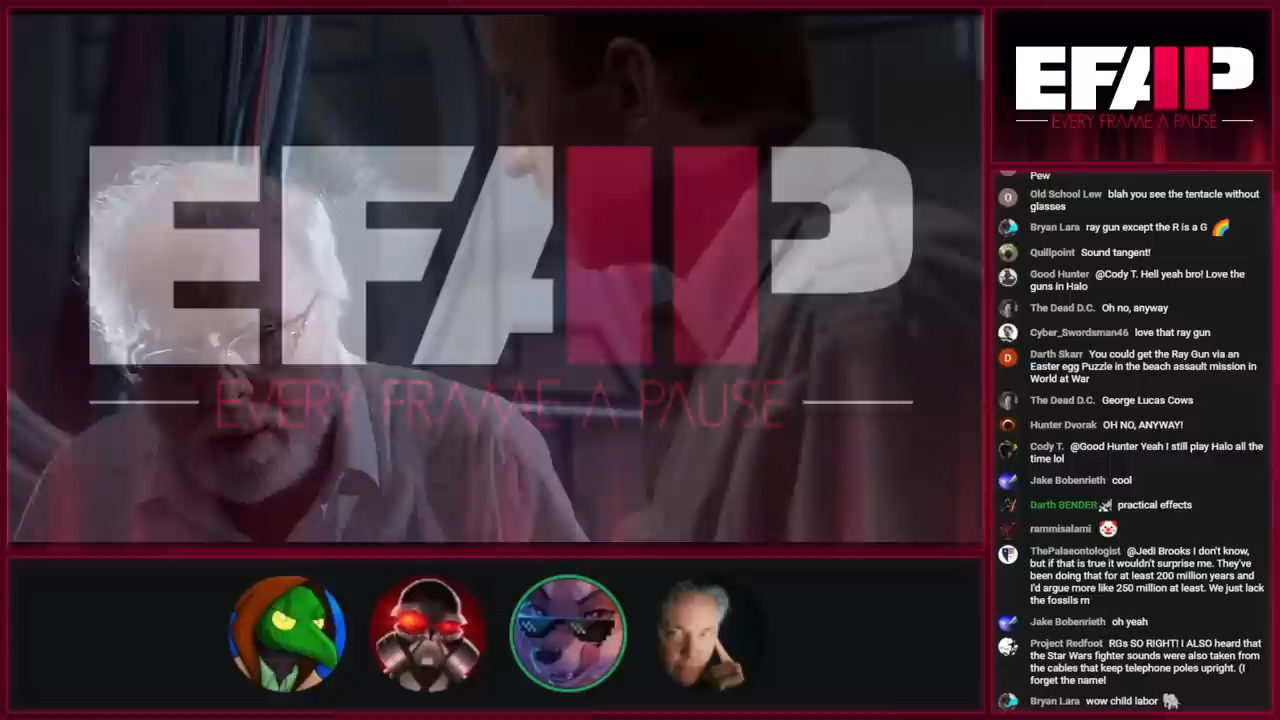 EFAP
EVERY FRAME A PAUSE
EFAP
EVERY FRAME A PAUSE
Pew
Old School Lew blah you see the tentacle without
glasses
Bryan Lara ray gun except the R is a G
Quillpoint Sound tangent!
Good Hunter @Cody T. Hell yeah bro! Love the
guns in Halo
The Dead D.C. Oh no, anyway
Cyber_Swordsman46 love that ray gun
Darth Skarr You could get the Ray Gun via an
Easter egg Puzzle in the beach assault mission in
World at War
The Dead D.C. George Lucas Cows
Hunter Dvorak OH NO, ANYWAY!
Cody T. @Good Hunter Yeah I still play Halo all the
time lol
Jake Bobenrieth cool
Darth BENDER practical effects
rammisalami
ThePalaeontologist @Jedi Brooks I don't know,
but if that is true it wouldn't surprise me. They've
been doing that for at least 200 million years and
I'd argue more like 250 million at least. We just lack
the fossils rn
Jake Bobenrieth oh yeah
Project Redfoot RGs SO RIGHT! I ALSO heard that
the Star Wars fighter sounds were also taken from
the cables that keep telephone poles upright. (I
forget the name!
Bryan Lara wow child labor